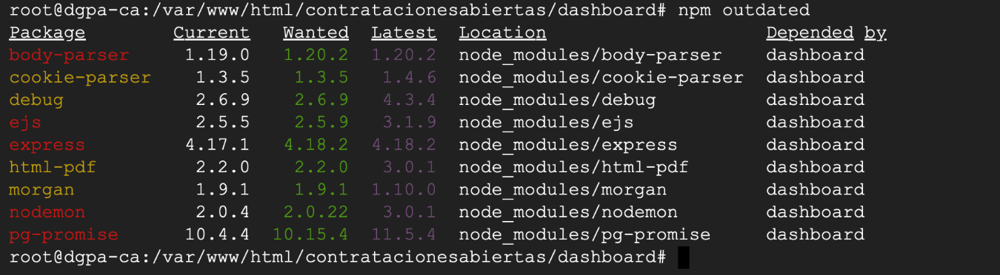 root@dgpa-ca:/var/www/html/contratacionesabiertas/dashboard# npm outdated
Package Current Wanted Latest Location Depended by
body-parser 1.19.0 1.20.2 1.20.2 node_modules/body-parser dashboard
cookie-parser 1.3.5 1.3.5 1.4.6 node_modules/cookie-parser dashboard
debug 2.6.9 2.6.9 4.3.4 node_modules/debug dashboard
ejs 2.5.5 2.5.9 3.1.9 node_modules/ejs dashboard
express 4.17.1 4.18.2 4.18.2 node_modules/express dashboard
html-pdf 2.2.0 2.2.0 3.0.1 node_modules/html-pdf dashboard
morgan 1.9.1 1.9.1 1.10.0 node_modules/morgan dashboard
nodemon 2.0.4 2.0.22 3.0.1 node_modules/nodemon dashboard
pg-promise 10.4.4 10.15.4 11.5.4 node_modules/pg-promise dashboard
root@dgpa-ca:/var/www/html/contratacionesabiertas/dashboard#